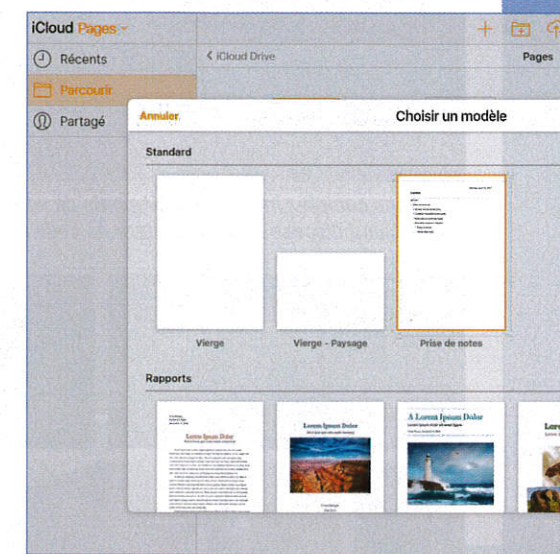 iCloud Pages
Récents
< iCloud Drive
Pages
Parcourir
Partagé
Annuler
Choisir un modèle
Standard
Vierge
Vierge - Paysage
Prise de notes
Rapports
Lorem Ipsum Dolor
Lorem Ipsum Dolor
A Lorem Ipsum Dolor